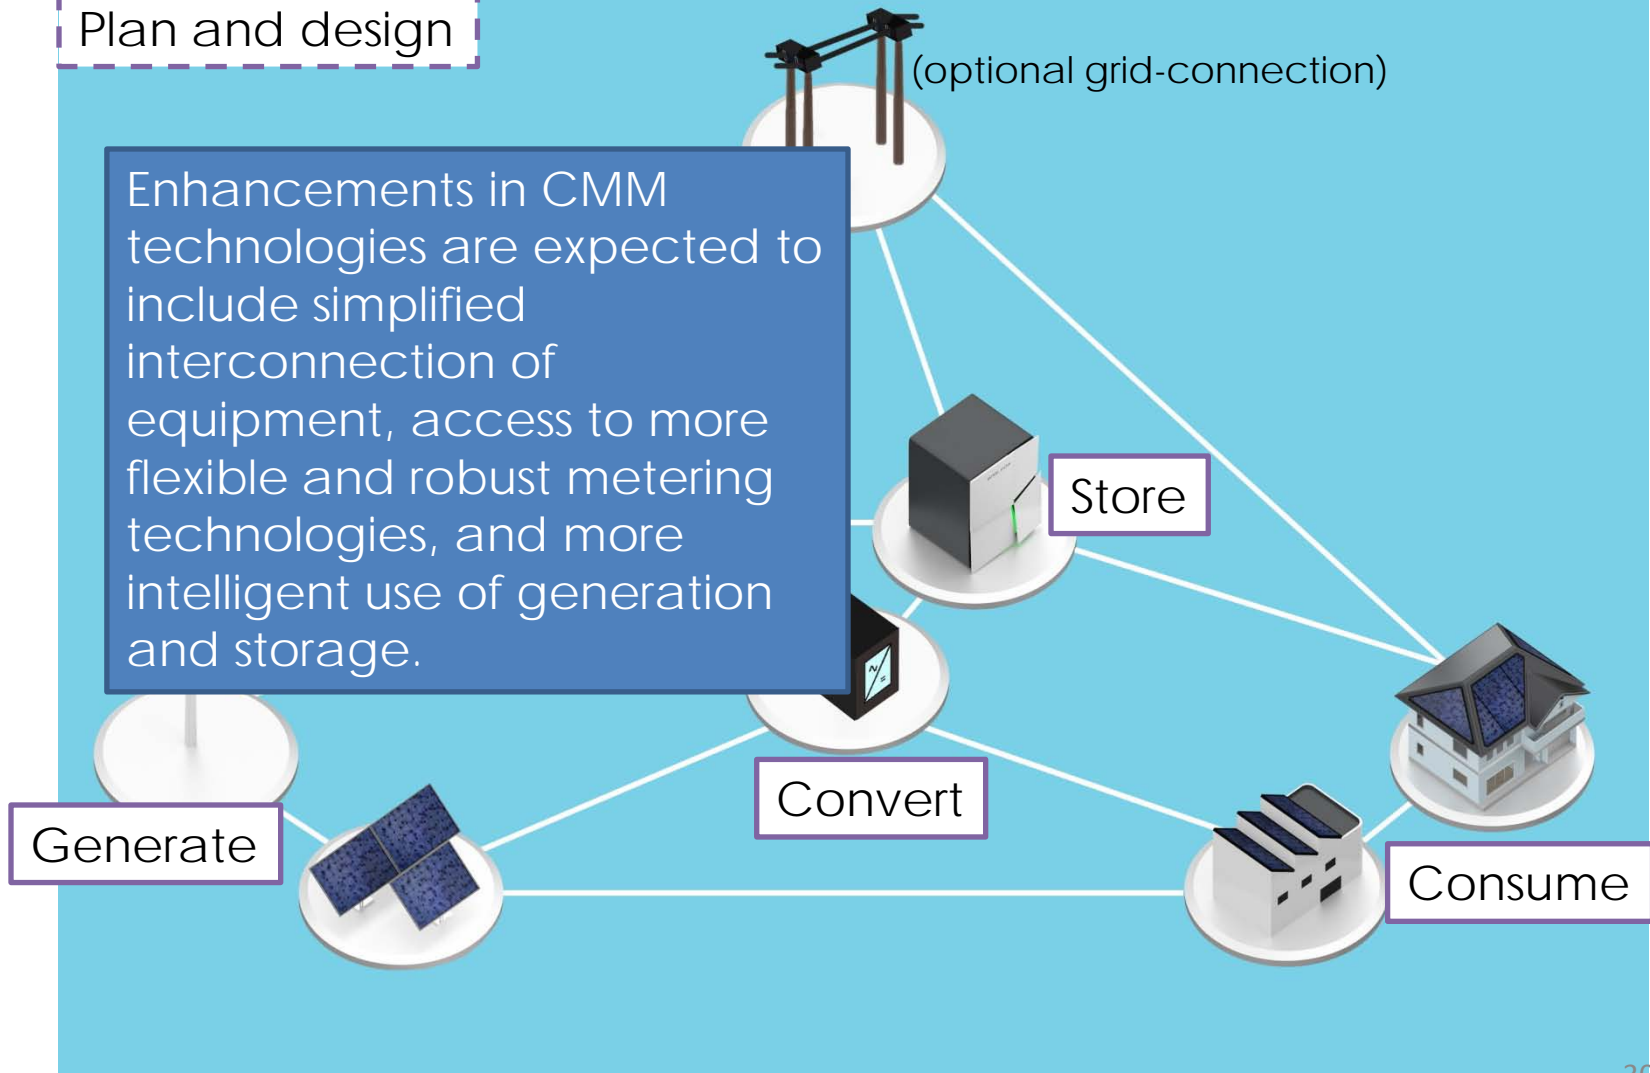 Plan and design
(optional grid-connection)
Enhancements in CMM
technologies are expected to
include simplified
interconnection of
equipment, access to more
flexible and robust metering
technologies, and more
intelligent use of generation
and storage.
Store
Convert
Generate
Consume